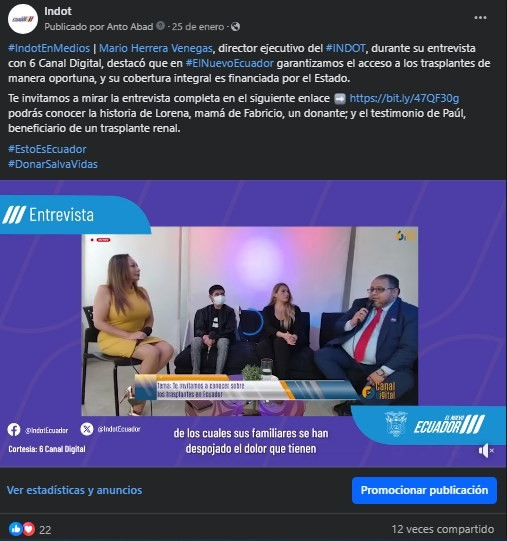 Indot
Publicado por Anto Abad · 25 de enero ·
#IndotEnMedios | Mario Herrera Venegas, director ejecutivo del #INDOT, durante su entrevista
con 6 Canal Digital, destacó que en #ElNuevoEcuador garantizamos el acceso a los trasplantes de
manera oportuna, y su cobertura integral es financiada por el Estado.
Te invitamos a mirar la entrevista completa en el siguiente enlace ➡️ https://bit.ly/47QF30g
podrás conocer la historia de Lorena, mamá de Fabricio, un donante; y el testimonio de Paúl,
beneficiario de un trasplante renal.
#EstoEsEcuador
#DonarSalvaVidas
Entrevista
Tema: Te invitamos a conocer sobre
los trasplantes en Ecuador
Canal
Digital
@IndotEcuador
@IndotEcuador
Cortesía: 6 Canal Digital
de los cuales sus familiares se han
despojado el dolor que tienen
EL NUEVO
ECUADOR
Ver estadísticas y anuncios
Promocionar publicación
22
12 veces compartido